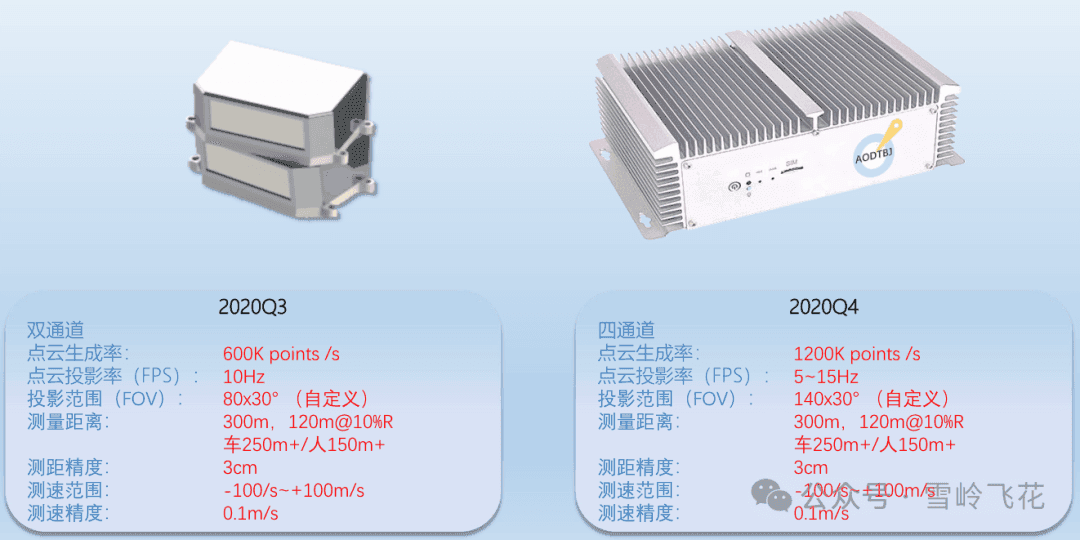 SIM
AODTBJ
2020Q3
双通道
点云生成率: 600K points /s
点云投影率（FPS）: 10Hz
投影范围（FOV）: 80x30° （自定义）
测量距离: 300m，120m@10%R
车250m+/人150m+
测距精度: 3cm
测速范围: -100/s~+100m/s
测速精度: 0.1m/s
2020Q4
四通道
点云生成率: 1200K points /s
点云投影率（FPS）: 5~15Hz
投影范围（FOV）: 140x30° （自定义）
测量距离: 300m，120m@10%R
车250m+/人150m+
测距精度: 3cm
测速范围: -100/s~+100m/s
测速精度: 0.1m/s
公众号 · 雪岭飞花